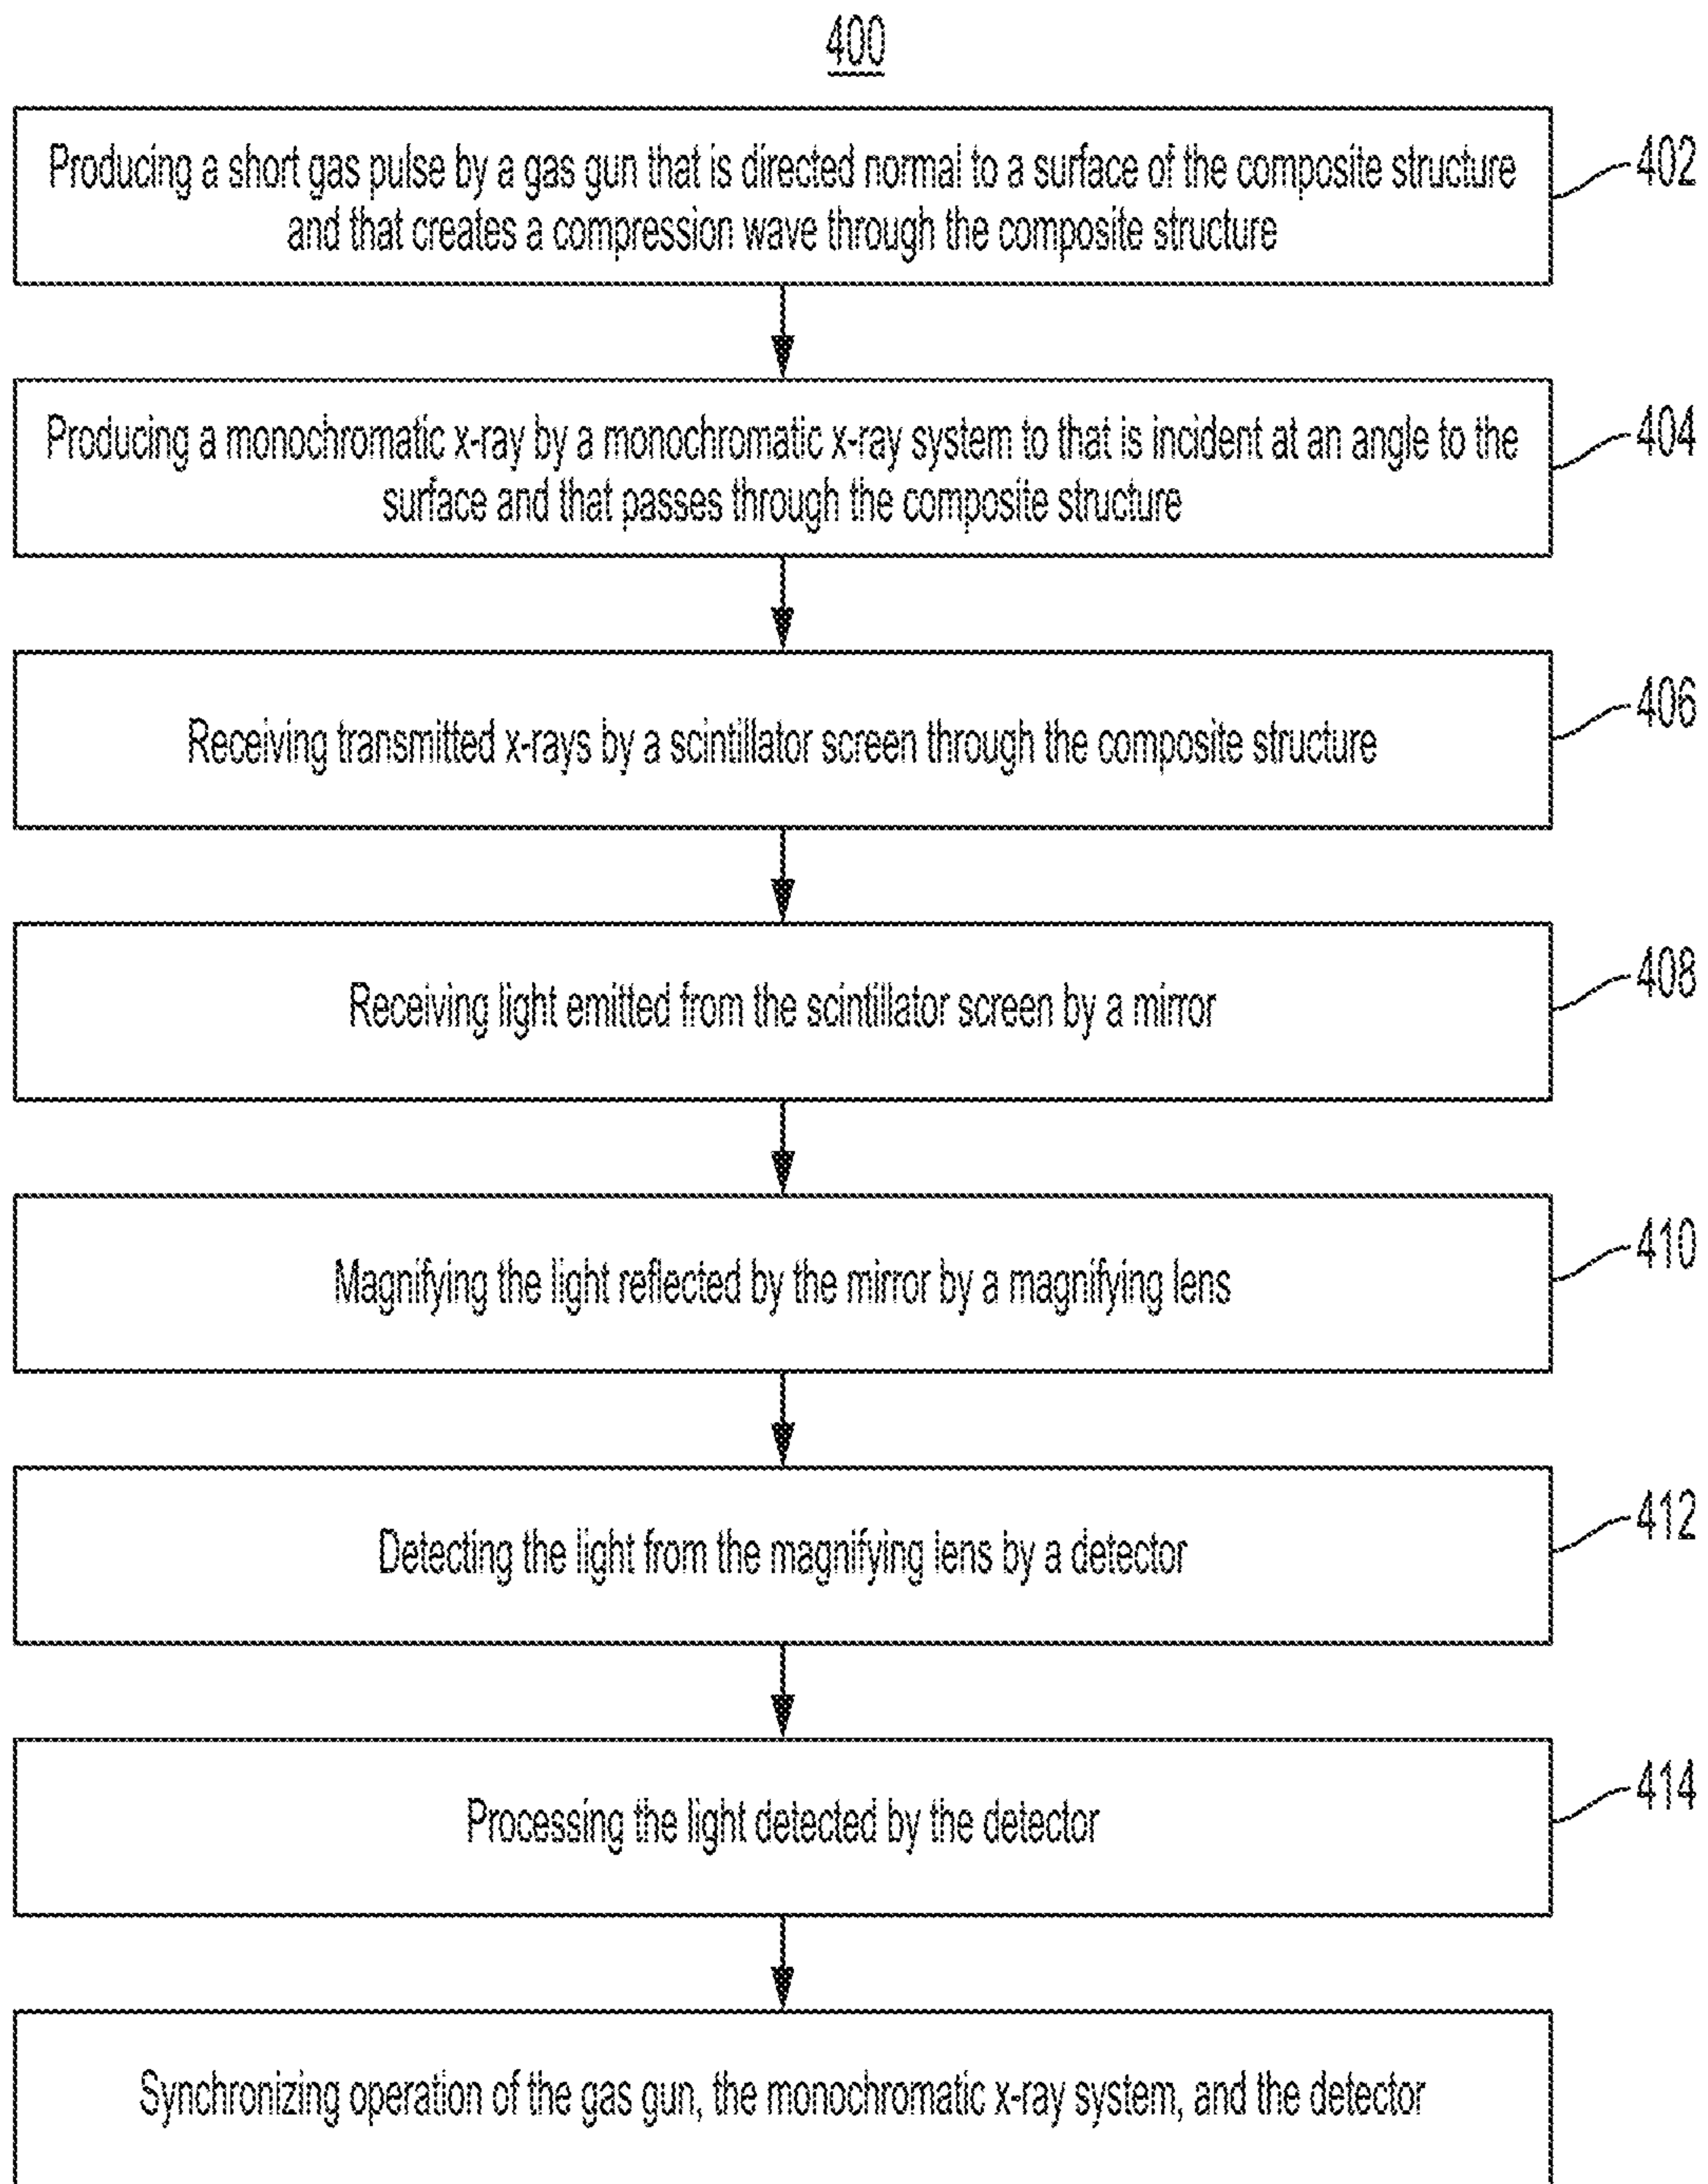 400
Producing a short gas pulse by a gas gun that is directed normal to a surface of the composite structure
and that creates a compression wave through the composite structure
402
Producing a monochromatic x-ray by a monochromatic x-ray system to that is incident at an angle to the
surface and that passes through the composite structure
404
Receiving transmitted x-rays by a scintillator screen through the composite structure
406
Receiving light emitted from the scintillator screen by a mirror
408
Magnifying the light reflected by the mirror by a magnifying lens
410
Detecting the light from the magnifying lens by a detector
412
Processing the light detected by the detector
414
Synchronizing operation of the gas gun, the monochromatic x-ray system, and the detector